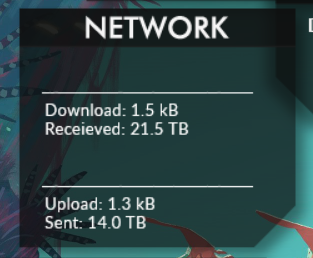 NETWORK
Download: 1.5 kB
Receieved: 21.5 TB
Upload: 1.3 kB
Sent: 14.0 TB